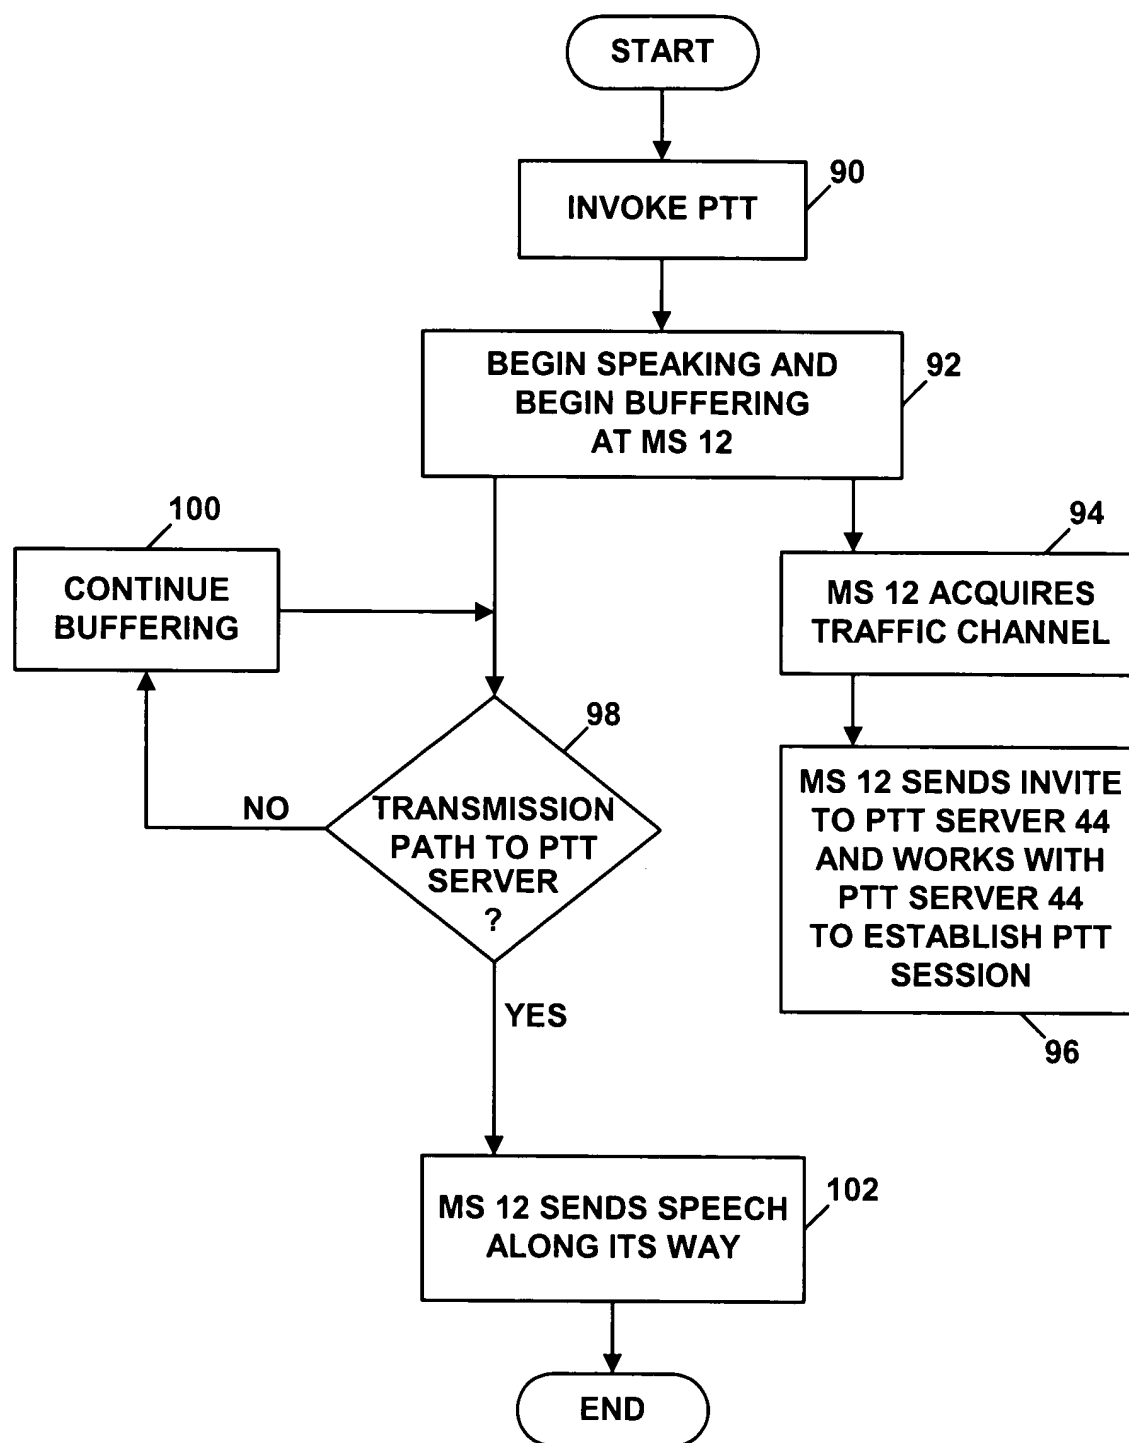 START
90
INVOKE PTT
BEGIN SPEAKING AND
BEGIN BUFFERING
AT MS 12
92
100
CONTINUE
BUFFERING
94
MS 12 ACQUIRES
TRAFFIC CHANNEL
98
NO
TRANSMISSION
PATH TO PTT
SERVER
?
MS 12 SENDS INVITE
TO PTT SERVER 44
AND WORKS WITH
PTT SERVER 44
TO ESTABLISH PTT
SESSION
96
YES
MS 12 SENDS SPEECH
ALONG ITS WAY
102
END